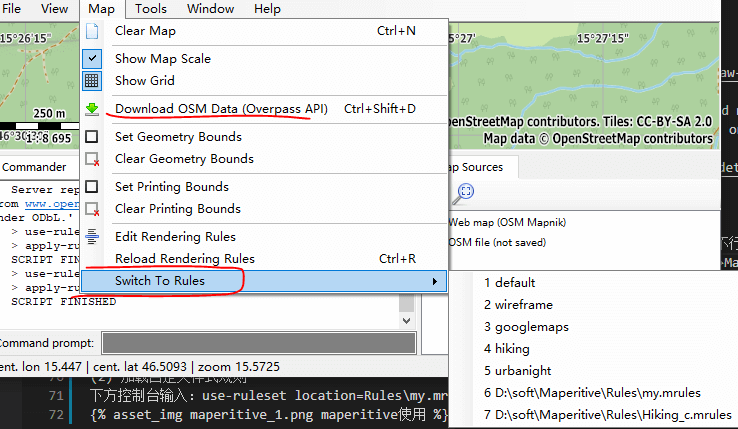 File View Map Tools Window Help
15°26'15"
15°27'15"
250 m
46°30'30"
1 : 8 695
OpenStreetMap contributors. Tiles: CC-BY-SA 2.0
Map data © OpenStreetMap contributors
Clear Map Ctrl+N
Show Map Scale
Show Grid
Download OSM Data (Overpass API) Ctrl+Shift+D
Set Geometry Bounds
Clear Geometry Bounds
Set Printing Bounds
Clear Printing Bounds
Edit Rendering Rules
Reload Rendering Rules Ctrl+R
Switch To Rules
1 default
2 wireframe
3 googlemaps
4 hiking
5 urbanight
6 D:\soft\Maperitive\Rules\my.mrules
7 D:\soft\Maperitive\Rules\Hiking_c.mrules
Commander
Server rep
rom www.open
nder ODbL.'
> use-rule
> apply-ru
SCRIPT FIN
> use-rule
> apply-ru
SCRIPT FINISHED
ap Sources
Web map (OSM Mapnik)
OSM file (not saved)
Command prompt:
cent. lon 15.447 | cent. lat 46.5093 | zoom 15.5725
71 下方控制台输入：use-ruleset location=Rules\my.mr
72 {% asset_img maperitive_1.png maperitive使用 %}